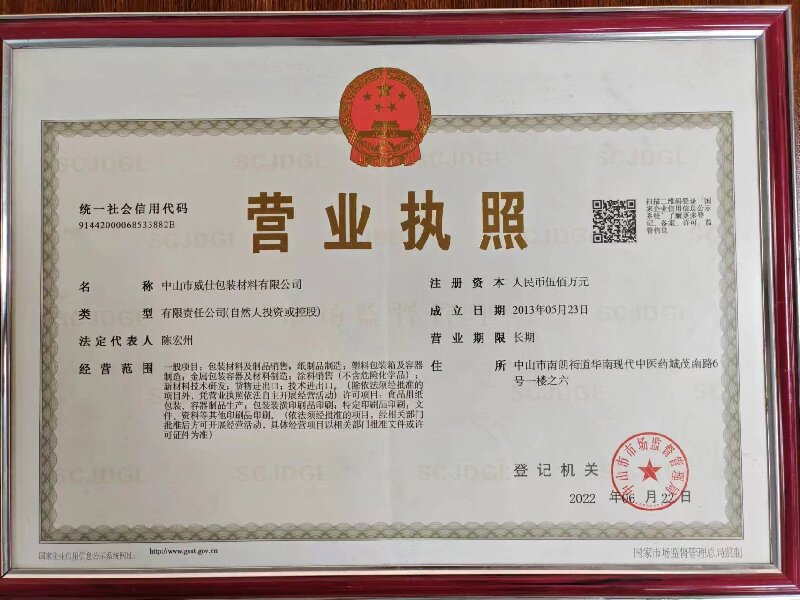 统一社会信用代码
91442000068533882B
营业执照
扫描二维码登录‘国
家企业信用信息公示
系统’了解更多登
记、备案、许可、监
管信息
名称 中山市威仕包装材料有限公司
类型 有限责任公司(自然人投资或控股)
法定代表人 陈宏州
经营范围 一般项目：包装材料及制品销售；纸制品制造；塑料包装箱及容器
制造；金属包装容器及材料制造；涂料销售（不含危险化学品）；
新材料技术研发；货物进出口；技术进出口。（除依法须经批准的
项目外，凭营业执照依法自主开展经营活动）许可项目：食品用纸
包装、容器制品生产；包装装潢印刷品印刷；特定印刷品印刷；文
件、资料等其他印刷品印刷。（依法须经批准的项目，经相关部门
批准后方可开展经营活动，具体经营项目以相关部门批准文件或许
可证件为准）
注册资本 人民币伍佰万元
成立日期 2013年05月23日
营业期限 长期
住所 中山市南朗街道华南现代中医药城茂南路6
号一楼之六
登记机关
中山市市场监督管理局
2022 年06 月22日
国家企业信用信息公示系统网址：
http://www.gsxt.gov.cn
国家市场监督管理总局监制
SCJDGL
SCJDGL
SCJDGL
SCJDGL
SCJDGL